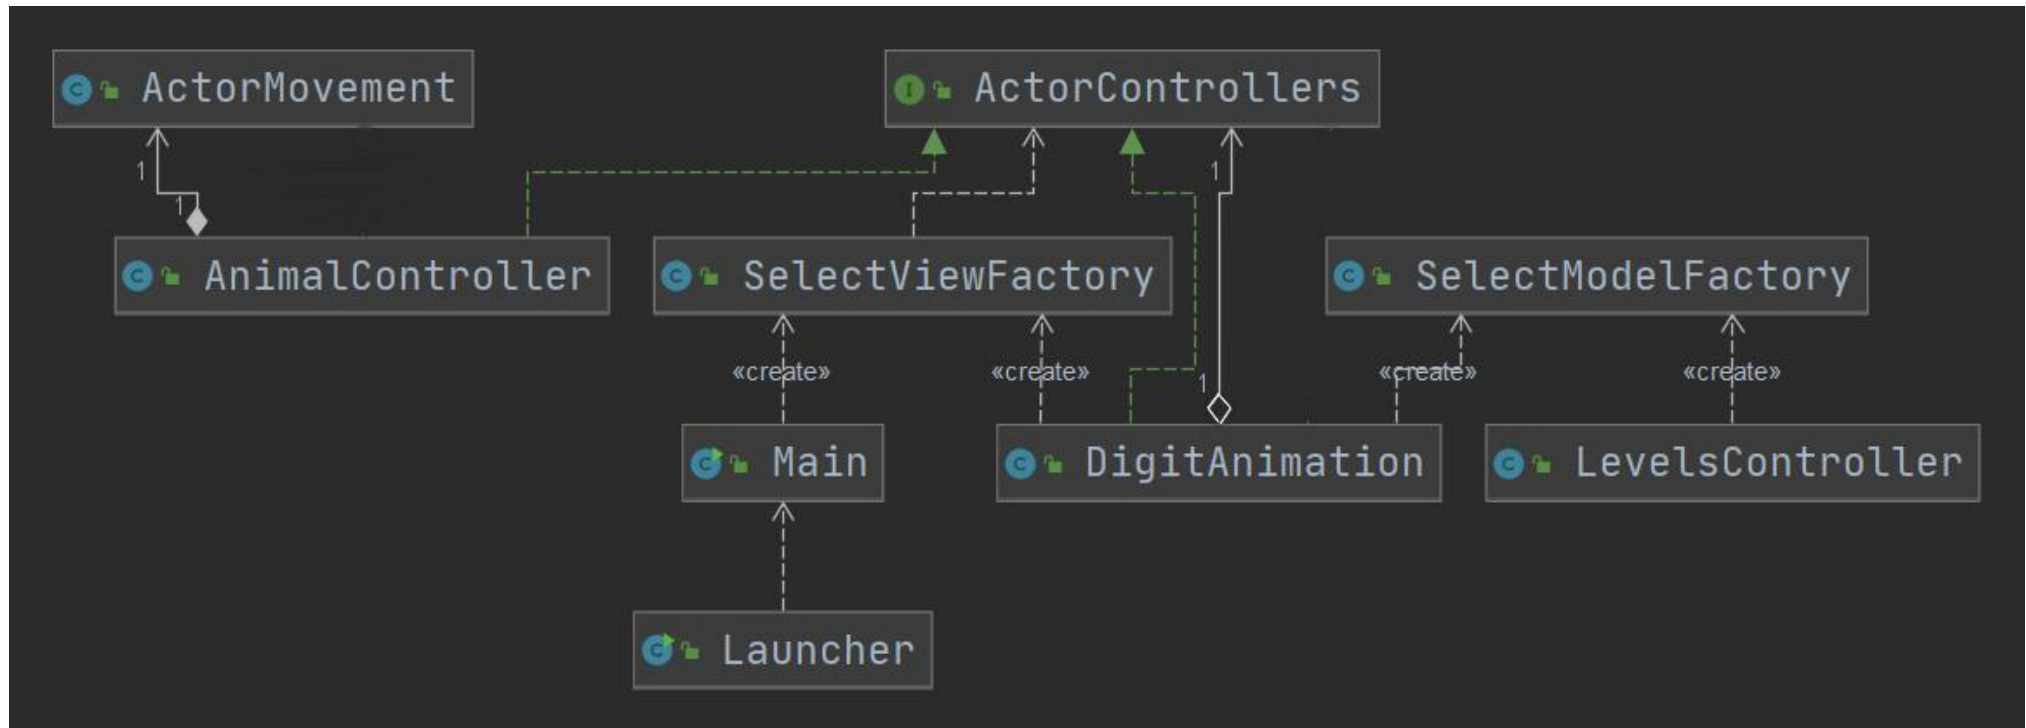 ActorMovement
ActorControllers
1
1
1
AnimalController
SelectViewFactory
SelectModelFactory
«create»
«create»
1
«create»
«create»
Main
DigitAnimation
LevelsController
Launcher